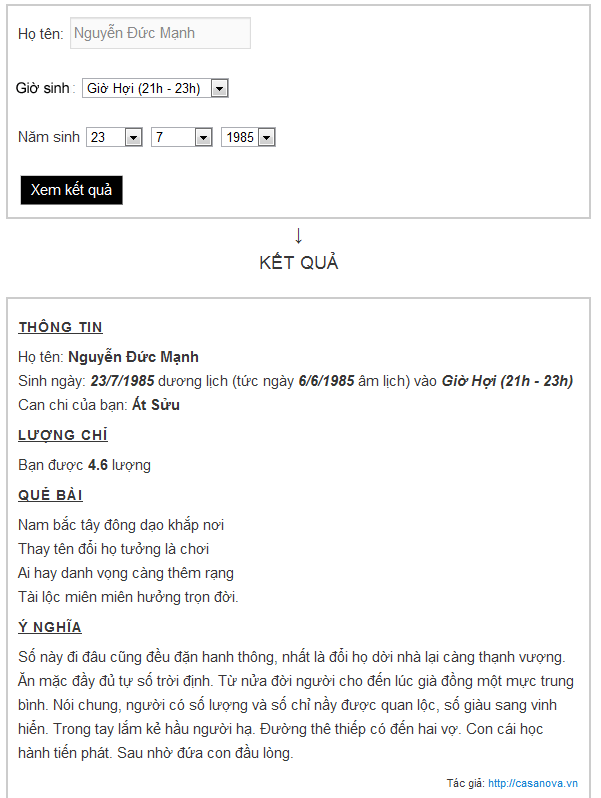 Họ tên: Nguyễn Đức Mạnh
Giờ sinh : Giờ Hợi (21h - 23h)
Năm sinh 23 7 1985
Xem kết quả
↓
KẾT QUẢ
THÔNG TIN
Họ tên: Nguyễn Đức Mạnh
Sinh ngày: 23/7/1985 dương lịch (tức ngày 6/6/1985 âm lịch) vào Giờ Hợi (21h - 23h)
Can chi của bạn: Ất Sửu
LƯỢNG CHỈ
Bạn được 4.6 lượng
QUẺ BÀI
Nam bắc tây đông dạo khắp nơi
Thay tên đổi họ tưởng là chơi
Ai hay danh vọng càng thêm rạng
Tài lộc miên miên hưởng trọn đời.
Ý NGHĨA
Số này đi đâu cũng đều đặn hanh thông, nhất là đổi họ dời nhà lại càng thạnh vượng.
Ăn mặc đầy đủ tự số trời định. Từ nửa đời người cho đến lúc già đồng một mực trung
bình. Nói chung, người có số lượng và số chỉ nầy được quan lộc, số giàu sang vinh
hiển. Trong tay lắm kẻ hầu người hạ. Đường thê thiếp có đến hai vợ. Con cái học
hành tiến phát. Sau nhờ đứa con đầu lòng.
Tác giả: http://casanova.vn